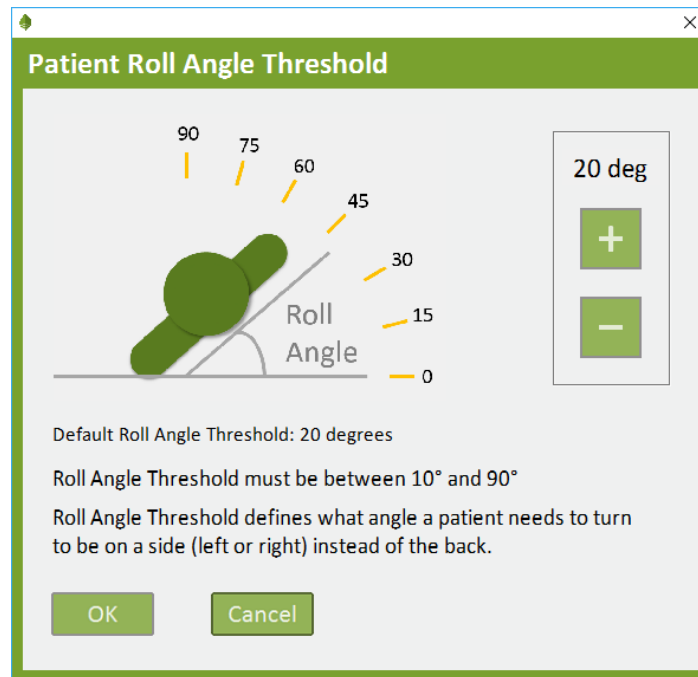 Patient Roll Angle Threshold
90
75
60
45
30
15
0
Roll
Angle
20 deg
+
−
Default Roll Angle Threshold: 20 degrees
Roll Angle Threshold must be between 10° and 90°
Roll Angle Threshold defines what angle a patient needs to turn
to be on a side (left or right) instead of the back.
OK
Cancel